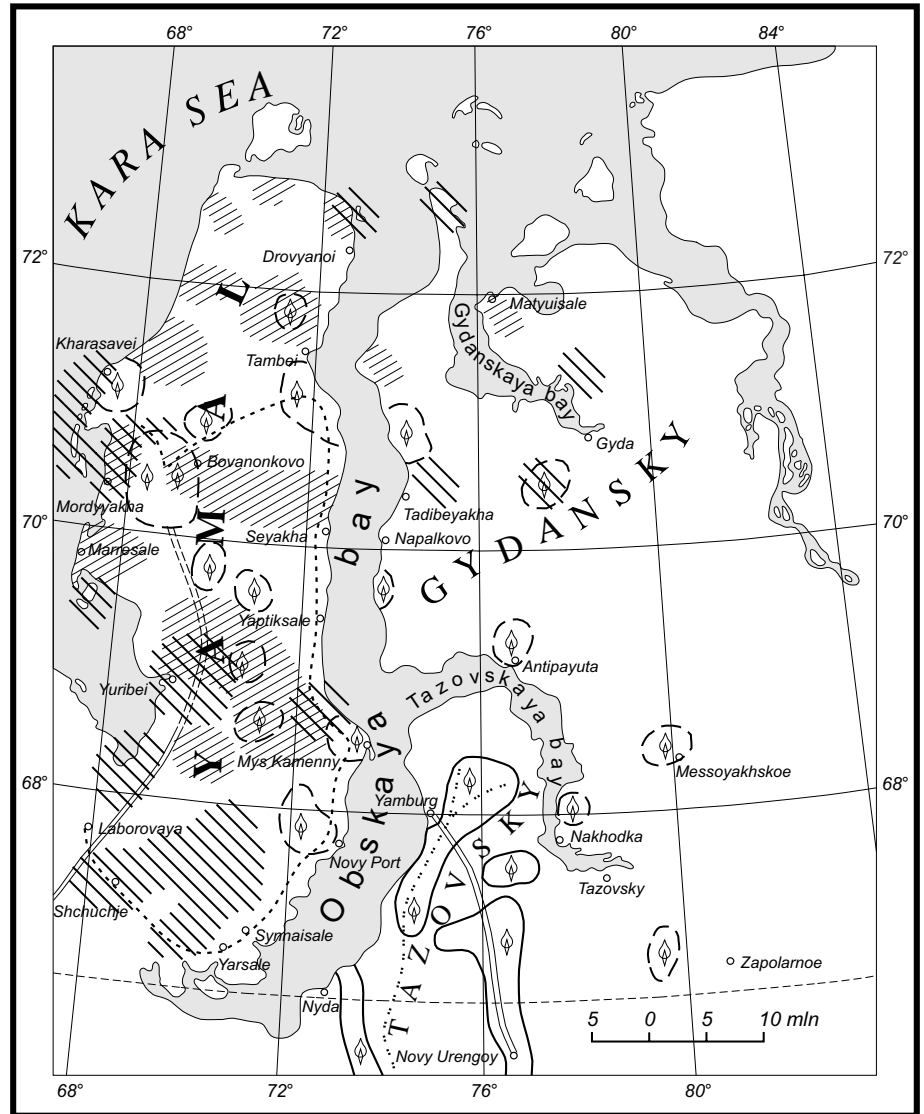 68° 72° 76° 80° 84°
KARA SEA
72° 72°
Drovyanoi
Matyuisale
Kharasavei
Tambei
Gydanskaya bay
Gyda
Bovanonkovo
Mordyyakha
Tadibeyakha
70° 70°
Seyakha
Napalkovo
Marresale
GYDANSKY
YAMAL
Yaptiksale
Antipayuta
Yuribei
Tazovskaya bay
Mys Kamenny
Messoyakhskoe
68° 68°
Yamburg
Laborovaya
Nakhodka
Novy Port
Tazovsky
Shchuchje
Obskaya bay
TAZOVSKY
Synnaisale
Yarsale
Zapolarnoe
Nyda
5 0 5 10 mln
Novy Urengoy
68° 72° 76° 80°